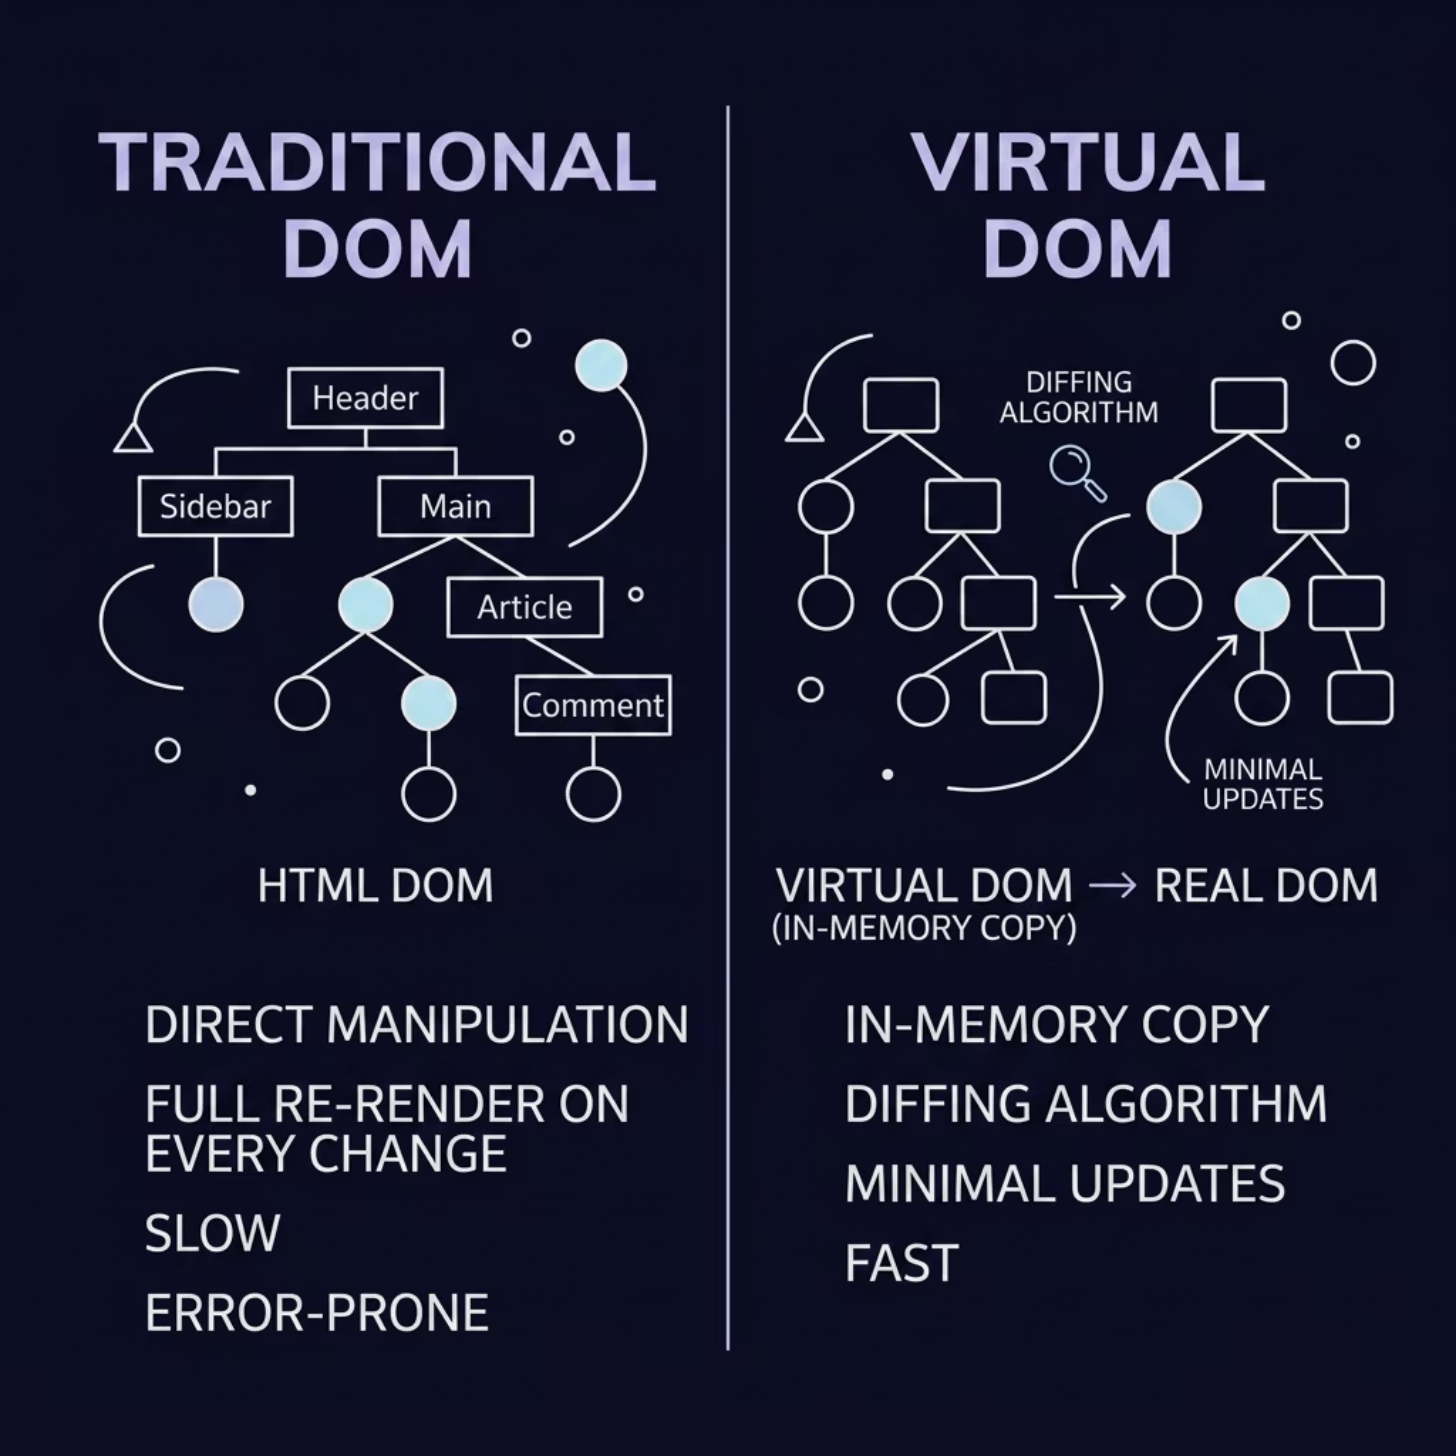 TRADITIONAL
DOM
Header
Sidebar
Main
Article
Comment
HTML DOM
DIRECT MANIPULATION
FULL RE-RENDER ON
EVERY CHANGE
SLOW
ERROR-PRONE
VIRTUAL
DOM
DIFFING
ALGORITHM
MINIMAL
UPDATES
VIRTUAL DOM → REAL DOM
(IN-MEMORY COPY)
IN-MEMORY COPY
DIFFING ALGORITHM
MINIMAL UPDATES
FAST